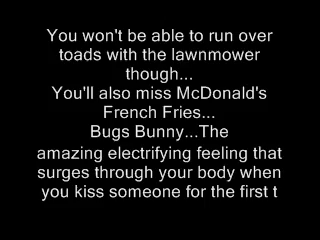 You won't be able to run over
toads with the lawnmower
though...
You'll also miss McDonald's
French Fries...
Bugs Bunny...The
amazing electrifying feeling that
surges through your body when
you kiss someone for the first t